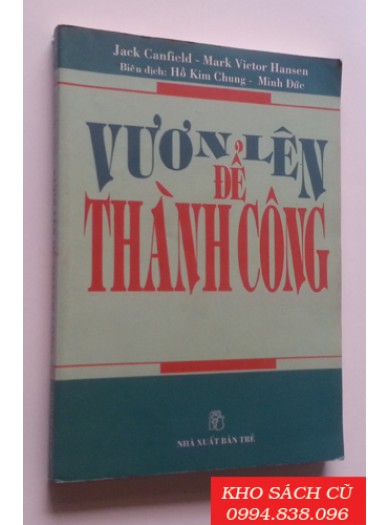 Jack Canfield - Mark Victor Hansen
Biên dịch: Hồ Kim Chung - Minh Đức
VƯƠN LÊN
ĐỂ
THÀNH CÔNG
NHÀ XUẤT BẢN TRẺ
KHO SÁCH CŨ
0994.838.096